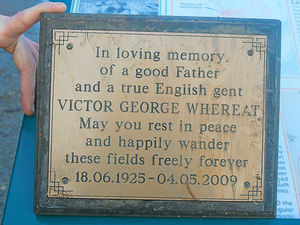 In loving memory.
of a good Father
and a true English gent
VICTOR GEORGE WHEREAT
May you rest in peace
and happily wander
these fields freely forever
18.06.1925 - 04.05.2009